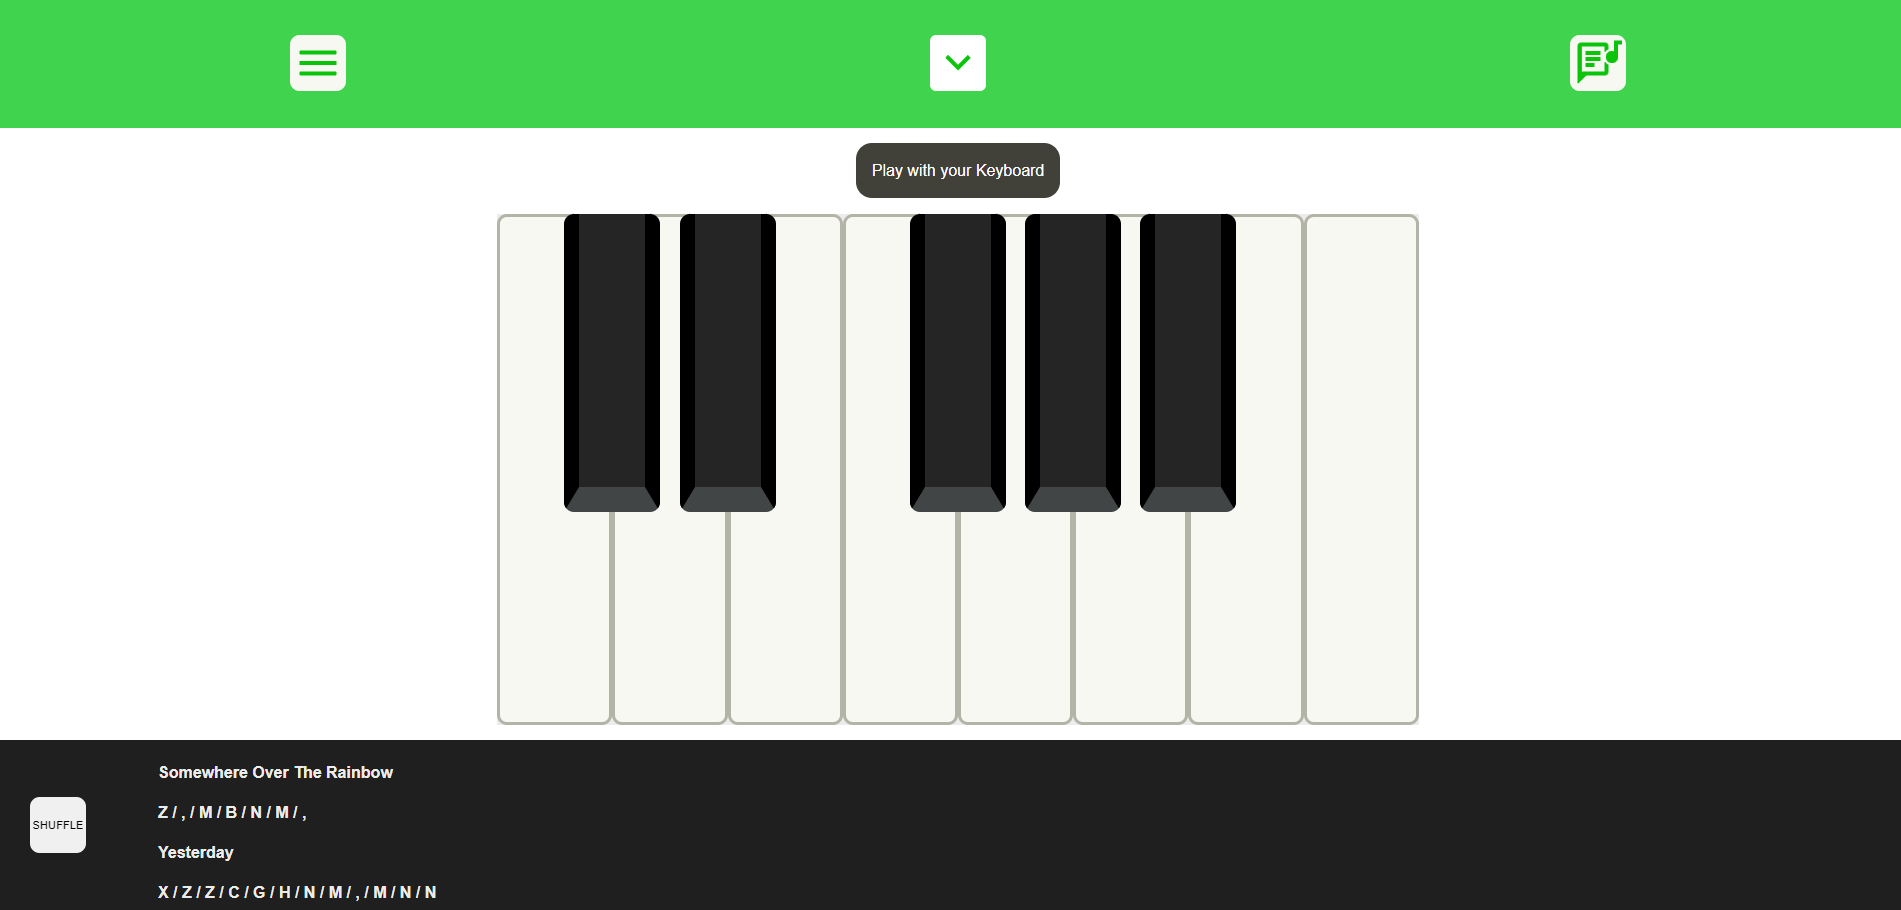 Play with your Keyboard
Somewhere Over The Rainbow
Z / , / M / B / N / M / ,
SHUFFLE
Yesterday
X / Z / Z / C / G / H / N / M / , / M / N / N